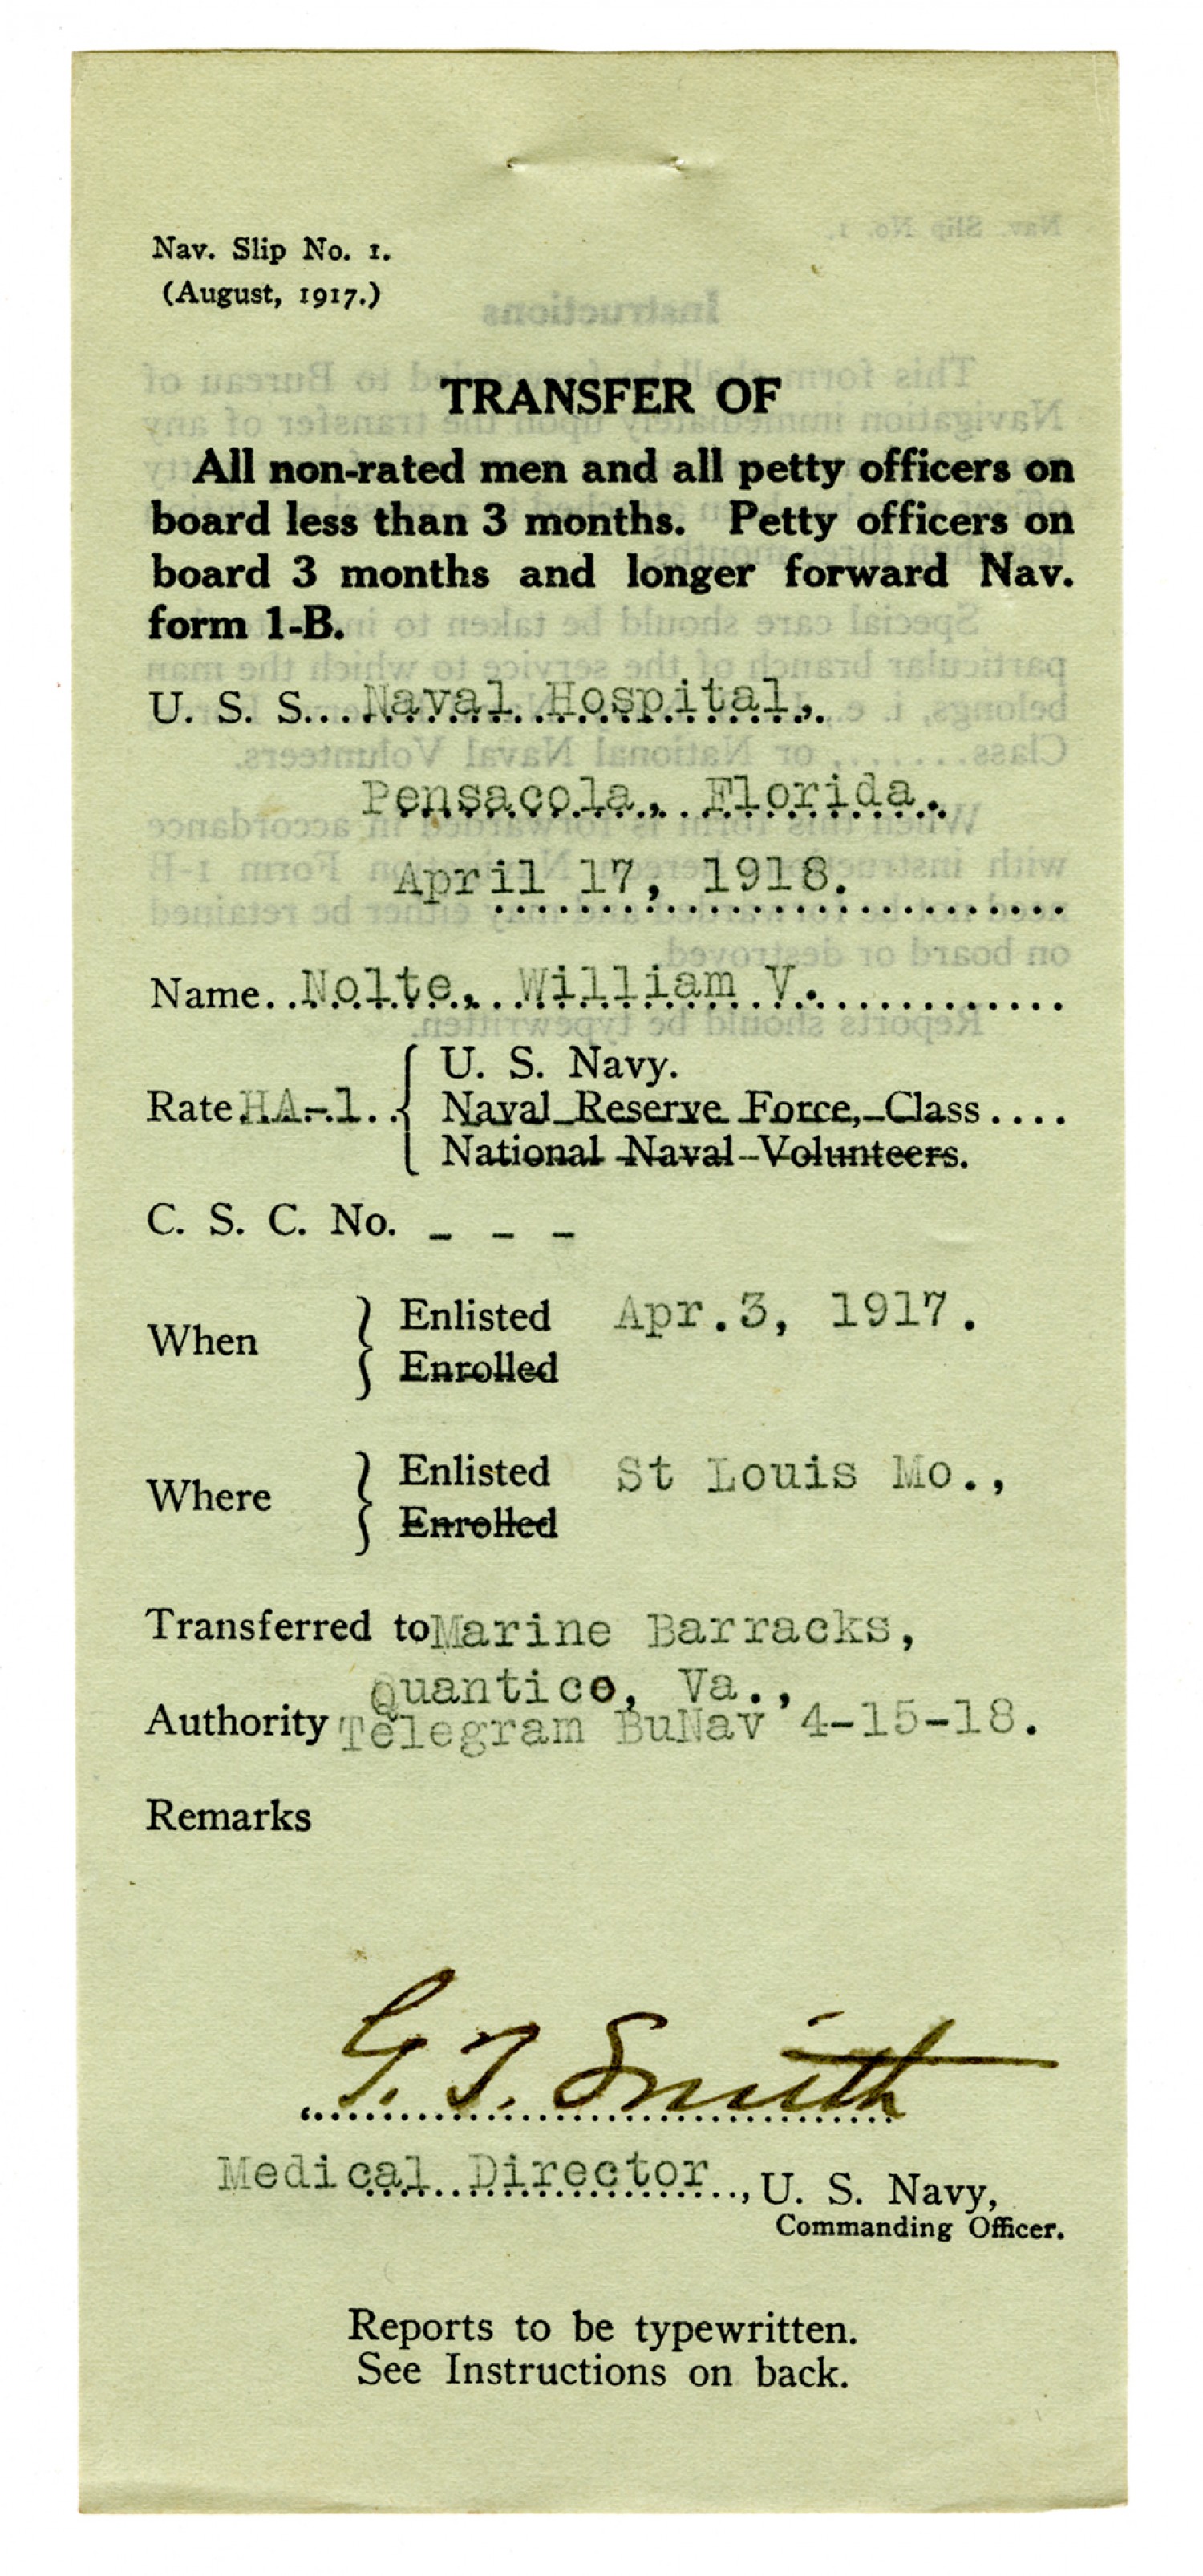 Nav. Slip No. 1.
(August, 1917.)
TRANSFER OF
All non-rated men and all petty officers on
board less than 3 months. Petty officers on
board 3 months and longer forward Nav.
form 1-B.
U. S. S... Naval Hospital,
Pensacola, Florida.
April 17, 1918.
Name.. Nolte, William V.
Rate HA-1. { U. S. Navy.
Naval Reserve Force, Class ....
National Naval Volunteers.
C. S. C. No. _ _ _
When } Enlisted Apr.3, 1917.
Enrolled
Where } Enlisted St Louis Mo.,
Enrolled
Transferred to Marine Barracks,
Quantico, Va.,
Authority Telegram BuNav 4-15-18.
Remarks
G. T. Smith
Medical Director, U. S. Navy,
Commanding Officer.
Reports to be typewritten.
See Instructions on back.